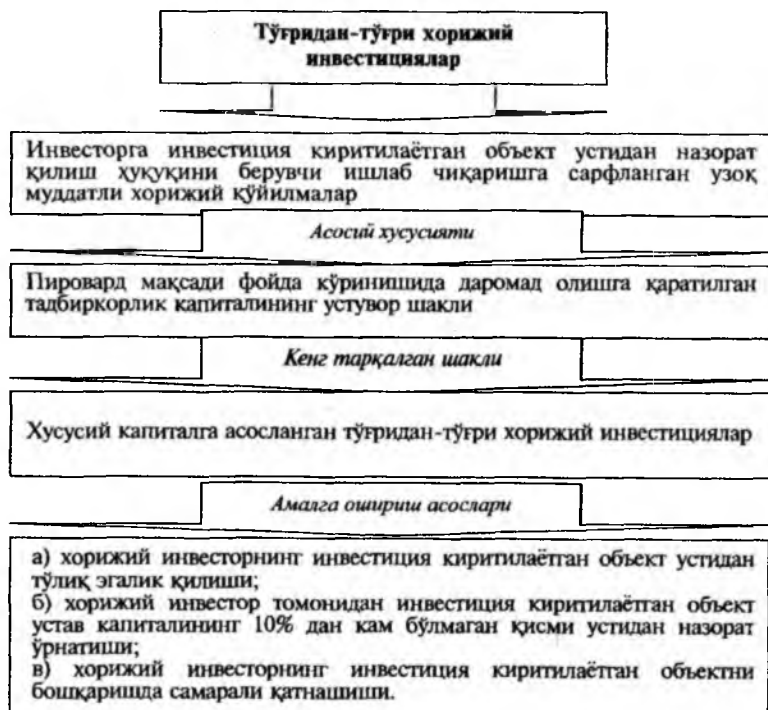 Тўғридан-тўғри хорижий
инвестициялар
Инвесторга инвестиция киритилаётган объект устидан назорат
қилиш ҳуқуқини берувчи ишлаб чиқаришга сарфланган узоқ
муддатли хорижий қўйилмалар
Асосий хусусияти
Пировард мақсади фойда кўринишида даромад олишга қаратилган
тадбиркорлик капиталининг устувор шакли
Кенг тарқалган шакли
Хусусий капиталга асосланган тўғридан-тўғри хорижий инвестициялар
Амалга ошириш асослари
а) хорижий инвесторнинг инвестиция киритилаётган объект устидан
тўлиқ эгалик қилиши;
б) хорижий инвестор томонидан инвестиция киритилаётган объект
устав капиталининг 10% дан кам бўлмаган қисми устидан назорат
ўрнатиши;
в) хорижий инвесторнинг инвестиция киритилаётган объектни
бошқаришда самарали қатнашиши.